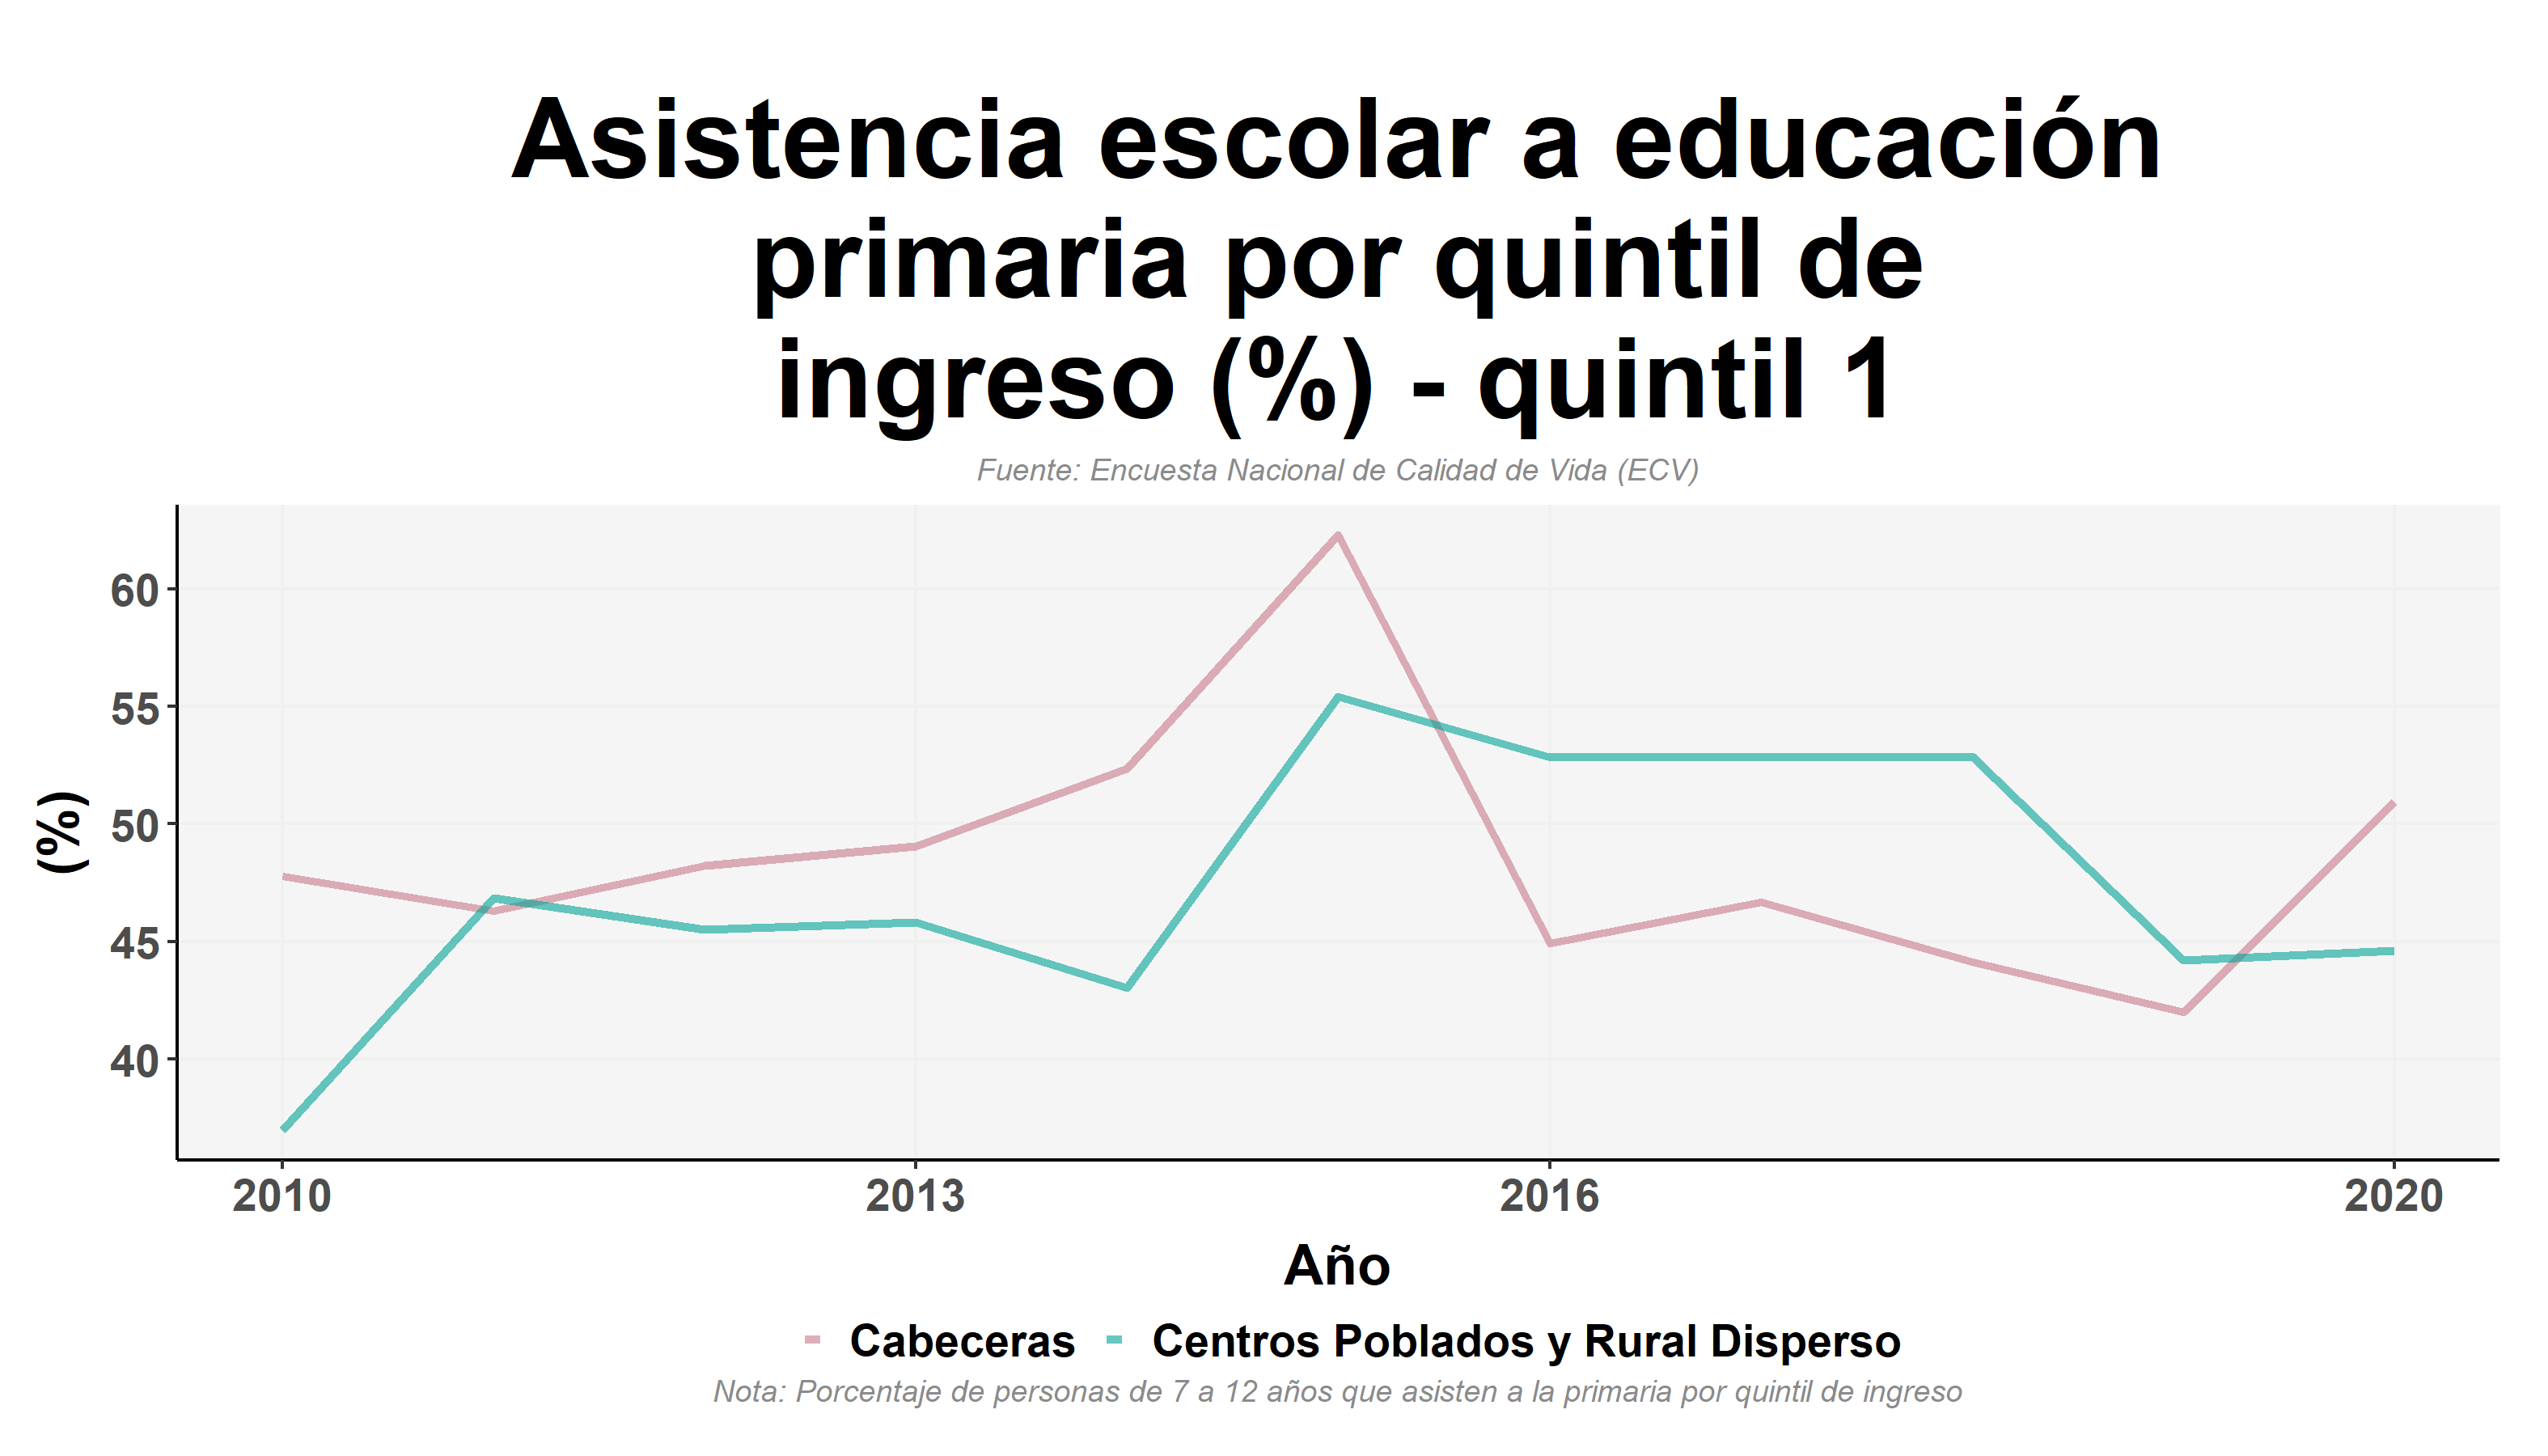 Asistencia escolar a educación
primaria por quintil de
ingreso (%) - quintil 1
Fuente: Encuesta Nacional de Calidad de Vida (ECV)
60
55
50
45
40
(%)
2010 2013 2016 2020
Año
Cabeceras Centros Poblados y Rural Disperso
Nota: Porcentaje de personas de 7 a 12 años que asisten a la primaria por quintil de ingreso